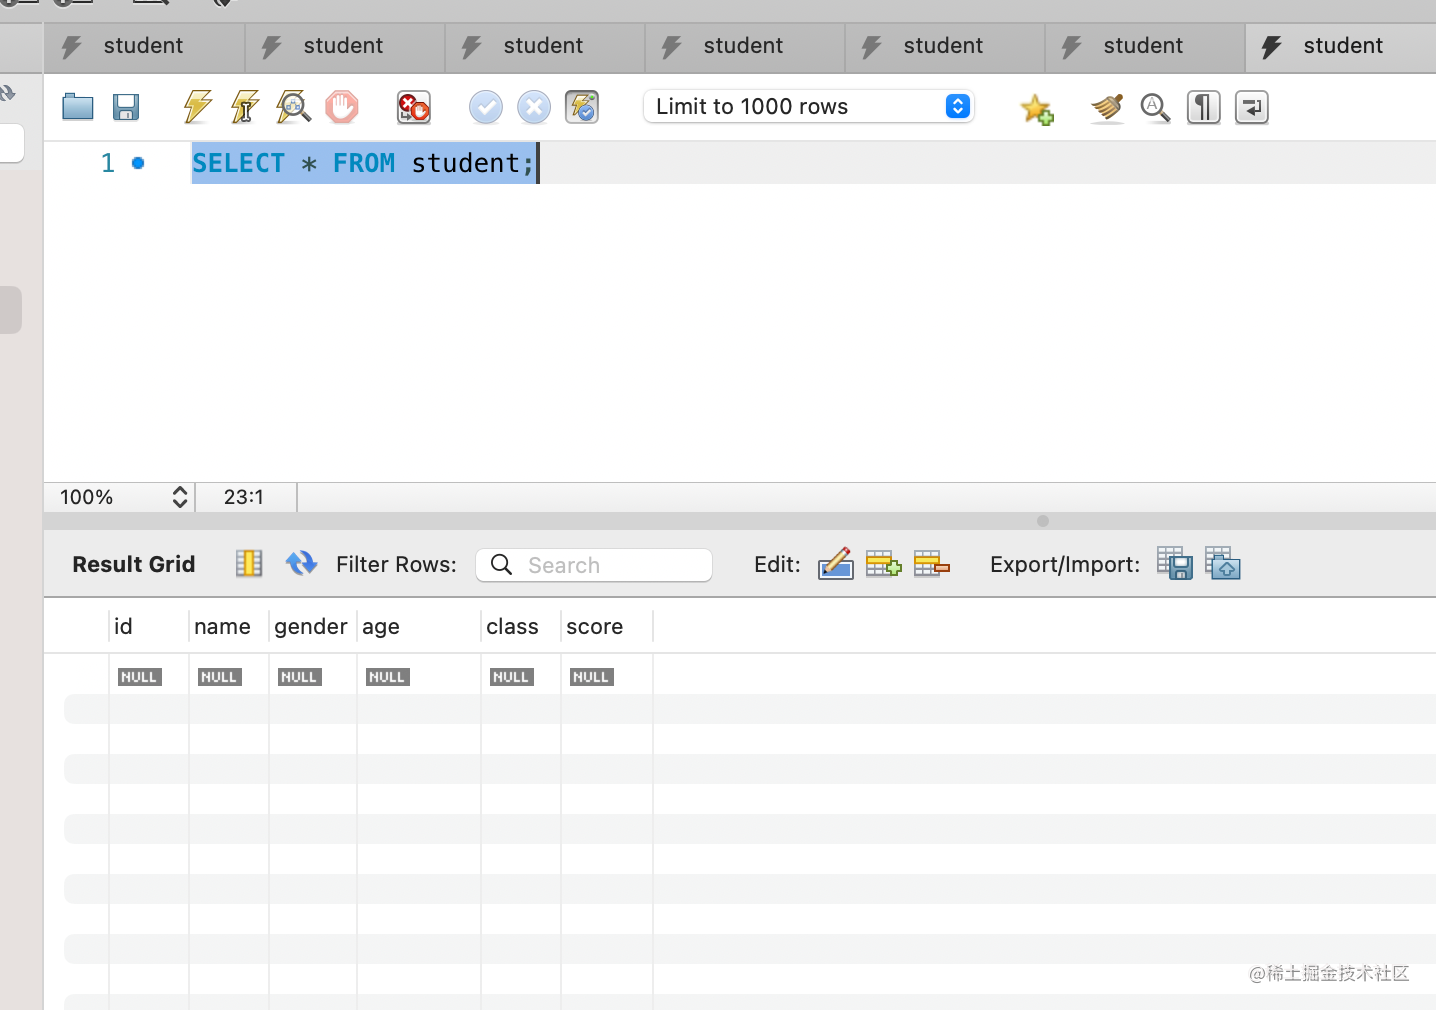 student student student student student student student
Limit to 1000 rows
1 SELECT * FROM student;
100% 23:1
Result Grid Filter Rows: Search Edit: Export/Import:
id name gender age class score
NULL NULL NULL NULL NULL NULL
@稀土掘金技术社区